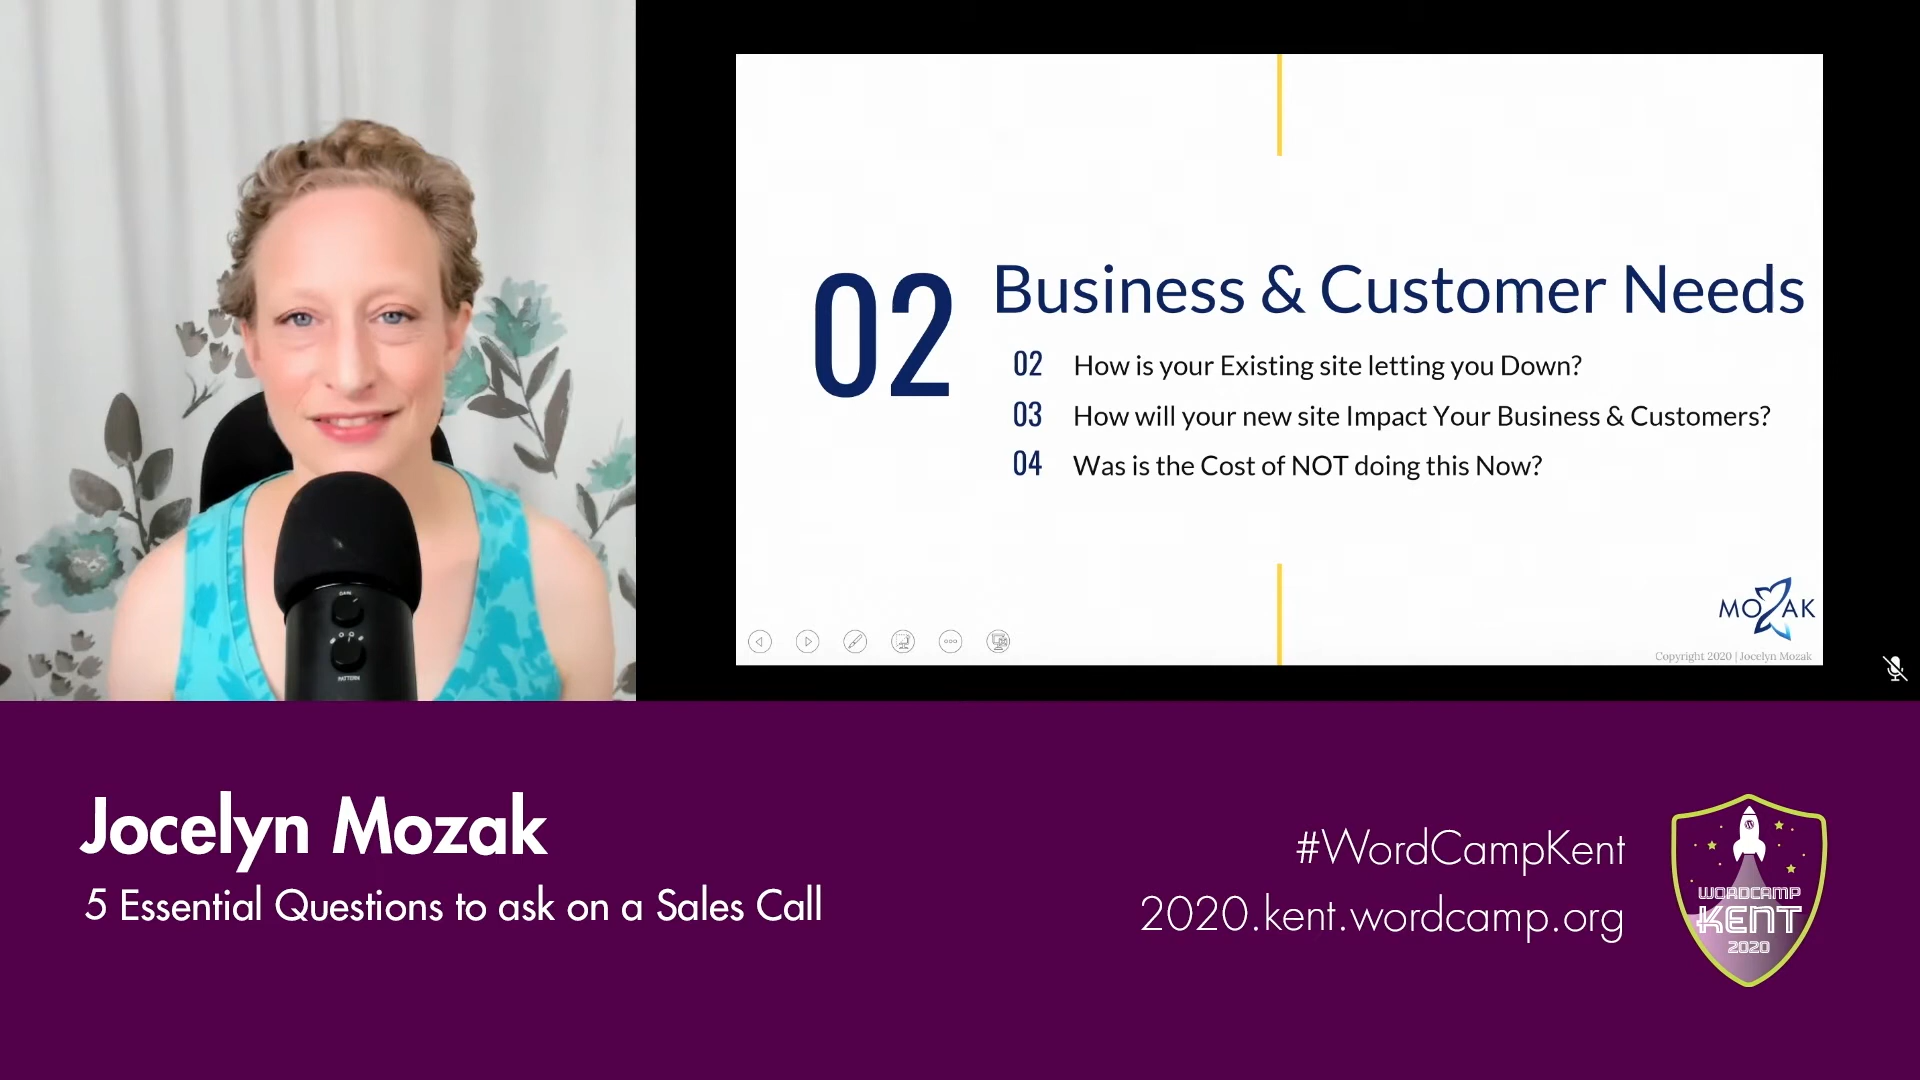 02
Business & Customer Needs
02 How is your Existing site letting you Down?
03 How will your new site Impact Your Business & Customers?
04 Was is the Cost of NOT doing this Now?
MOZAK
Copyright 2020 | Jocelyn Mozak
GAIN
PATTERN
Jocelyn Mozak
5 Essential Questions to ask on a Sales Call
#WordCampKent
2020.kent.wordcamp.org
WORDCAMP
KENT
2020